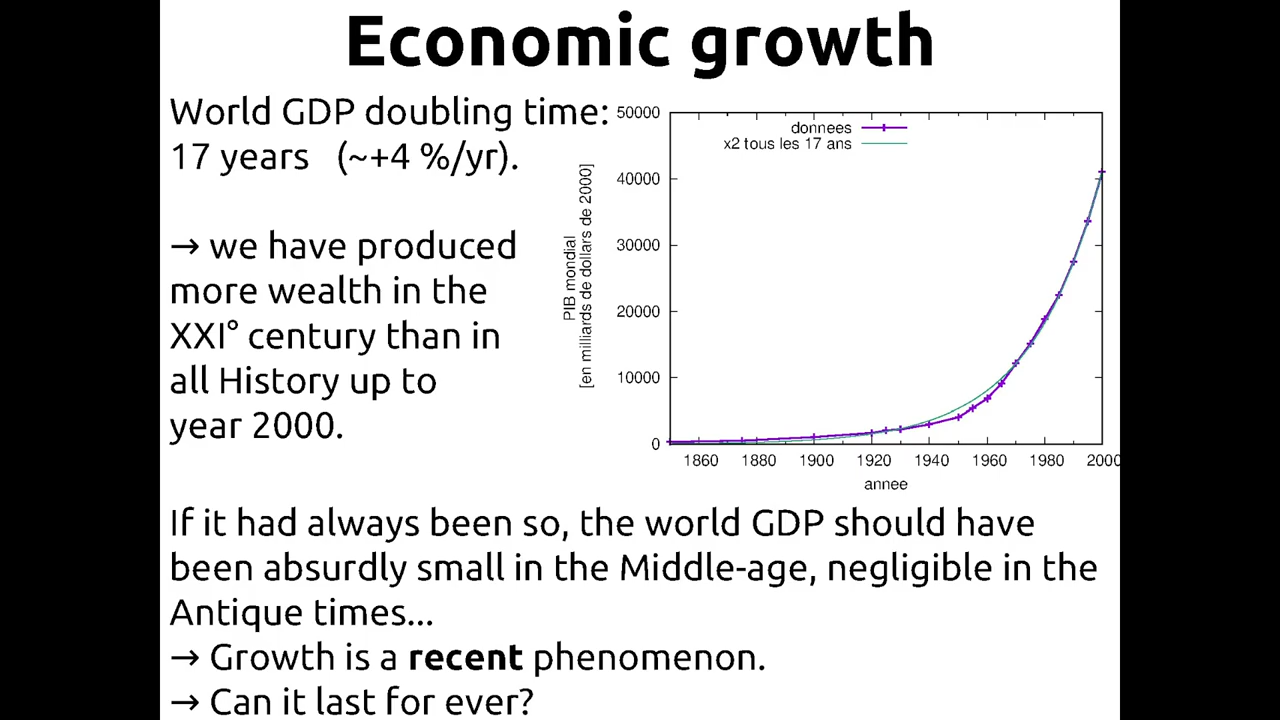 Economic growth
World GDP doubling time:
17 years (~+4 %/yr).
→ we have produced
more wealth in the
XXI° century than in
all History up to
year 2000.
50000
40000
30000
20000
10000
0
PIB mondial
[en milliards de dollars de 2000]
donnees
x2 tous les 17 ans
1860 1880 1900 1920 1940 1960 1980 2000
annee
If it had always been so, the world GDP should have
been absurdly small in the Middle-age, negligible in the
Antique times...
→ Growth is a recent phenomenon.
→ Can it last for ever?